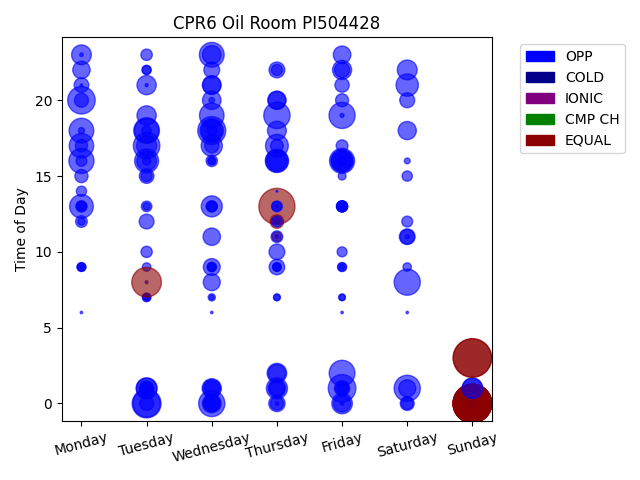 CPR6 Oil Room PI504428
OPP
COLD
IONIC
CMP CH
EQUAL
Time of Day
20
15
10
5
0
Monday
Tuesday
Wednesday
Thursday
Friday
Saturday
Sunday